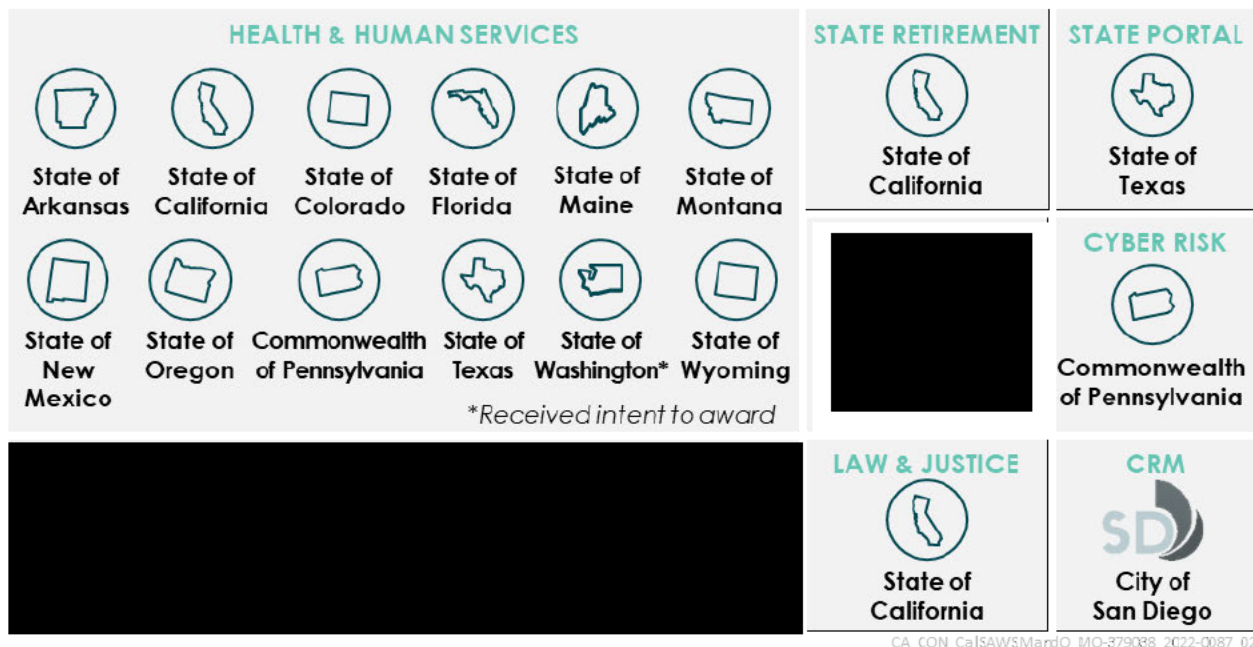 HEALTH & HUMAN SERVICES
State of
Arkansas
State of
California
State of
Colorado
State of
Florida
State of
Maine
State of
Montana
State of
New
Mexico
State of
Oregon
Commonwealth
of Pennsylvania
State of
Texas
State of
Washington*
State of
Wyoming
*Received intent to award
STATE RETIREMENT
State of
California
STATE PORTAL
State of
Texas
CYBER RISK
Commonwealth
of Pennsylvania
LAW & JUSTICE
State of
California
CRM
SD
City of
San Diego
CA_CON_CalSAWSMandO_MO-379038_2022-0087_02